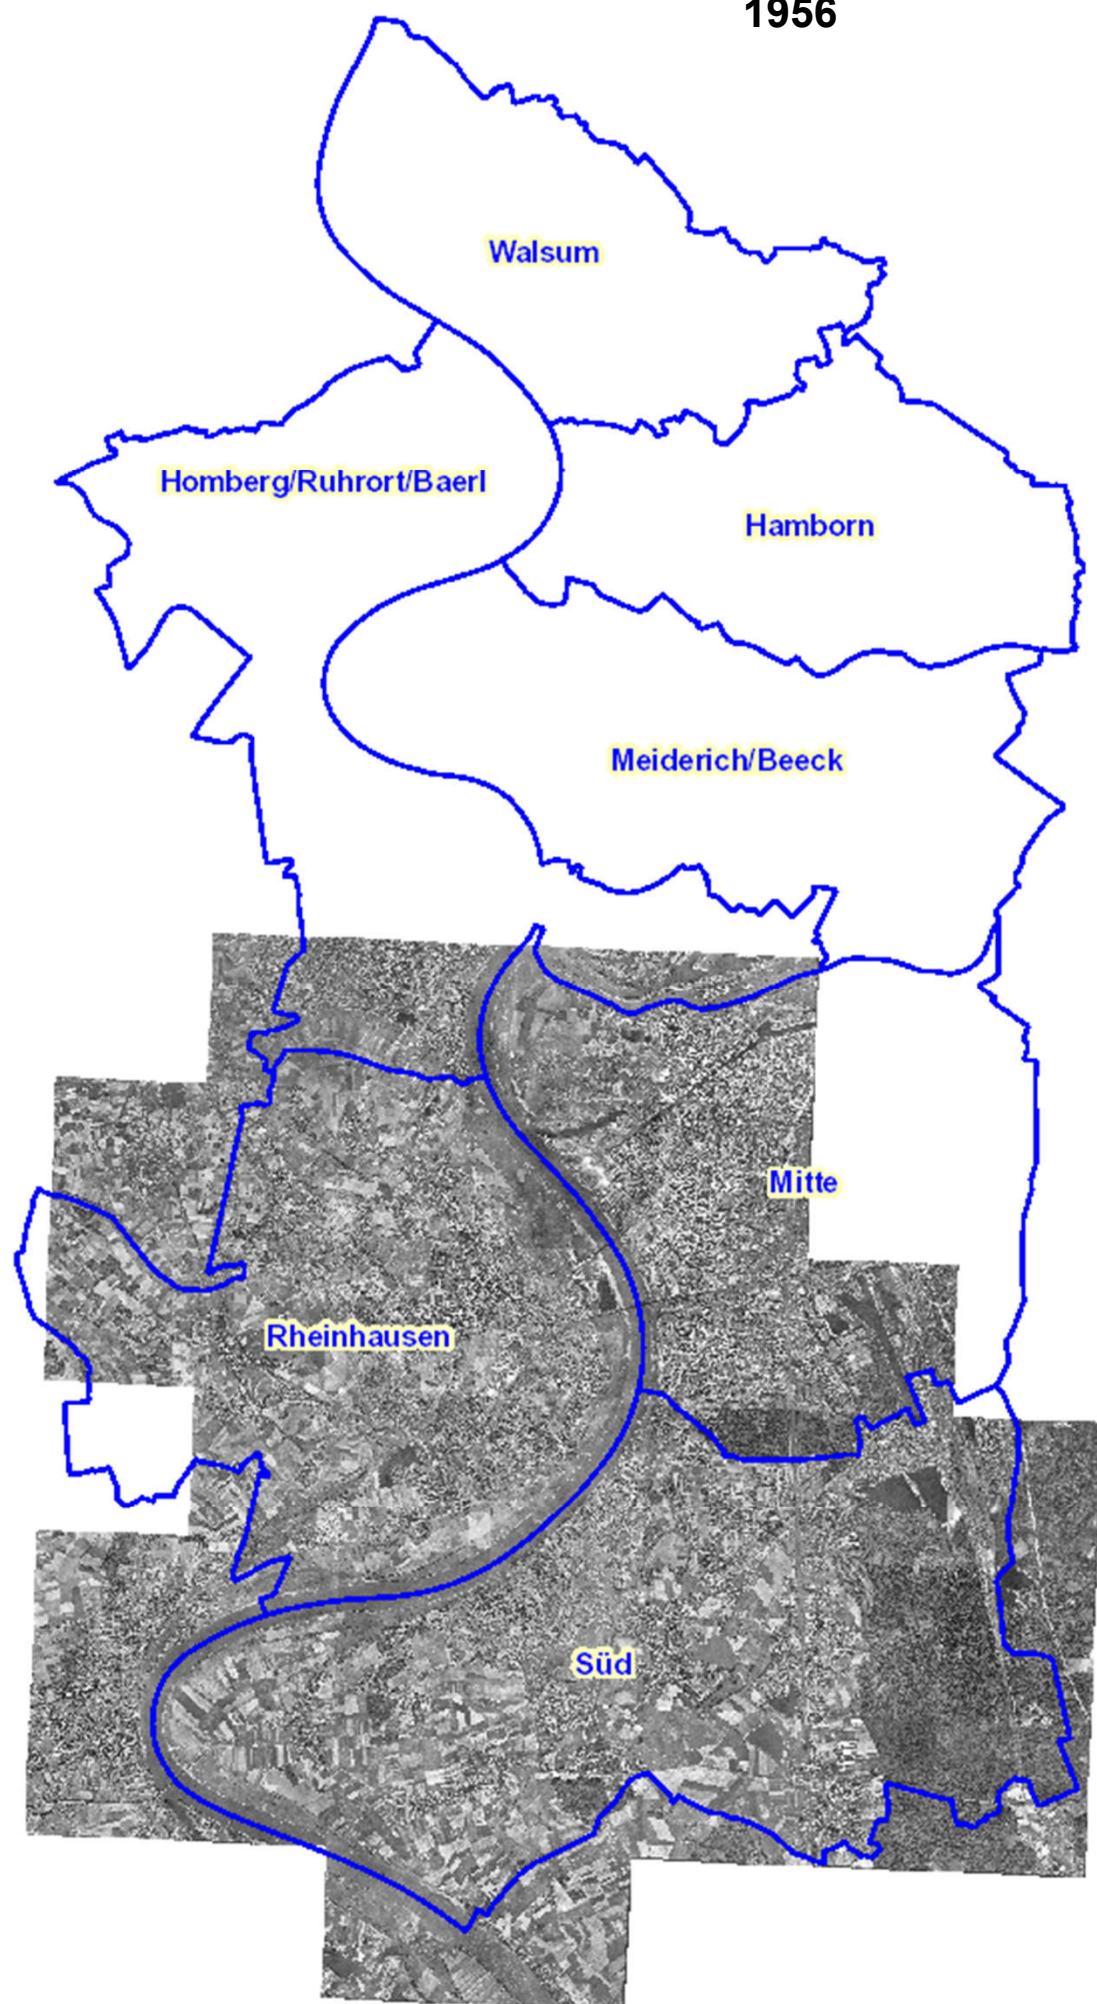 1956
Walsum
Homberg/Ruhrort/Baerl
Hamborn
Meiderich/Beeck
Mitte
Rheinhausen
Süd